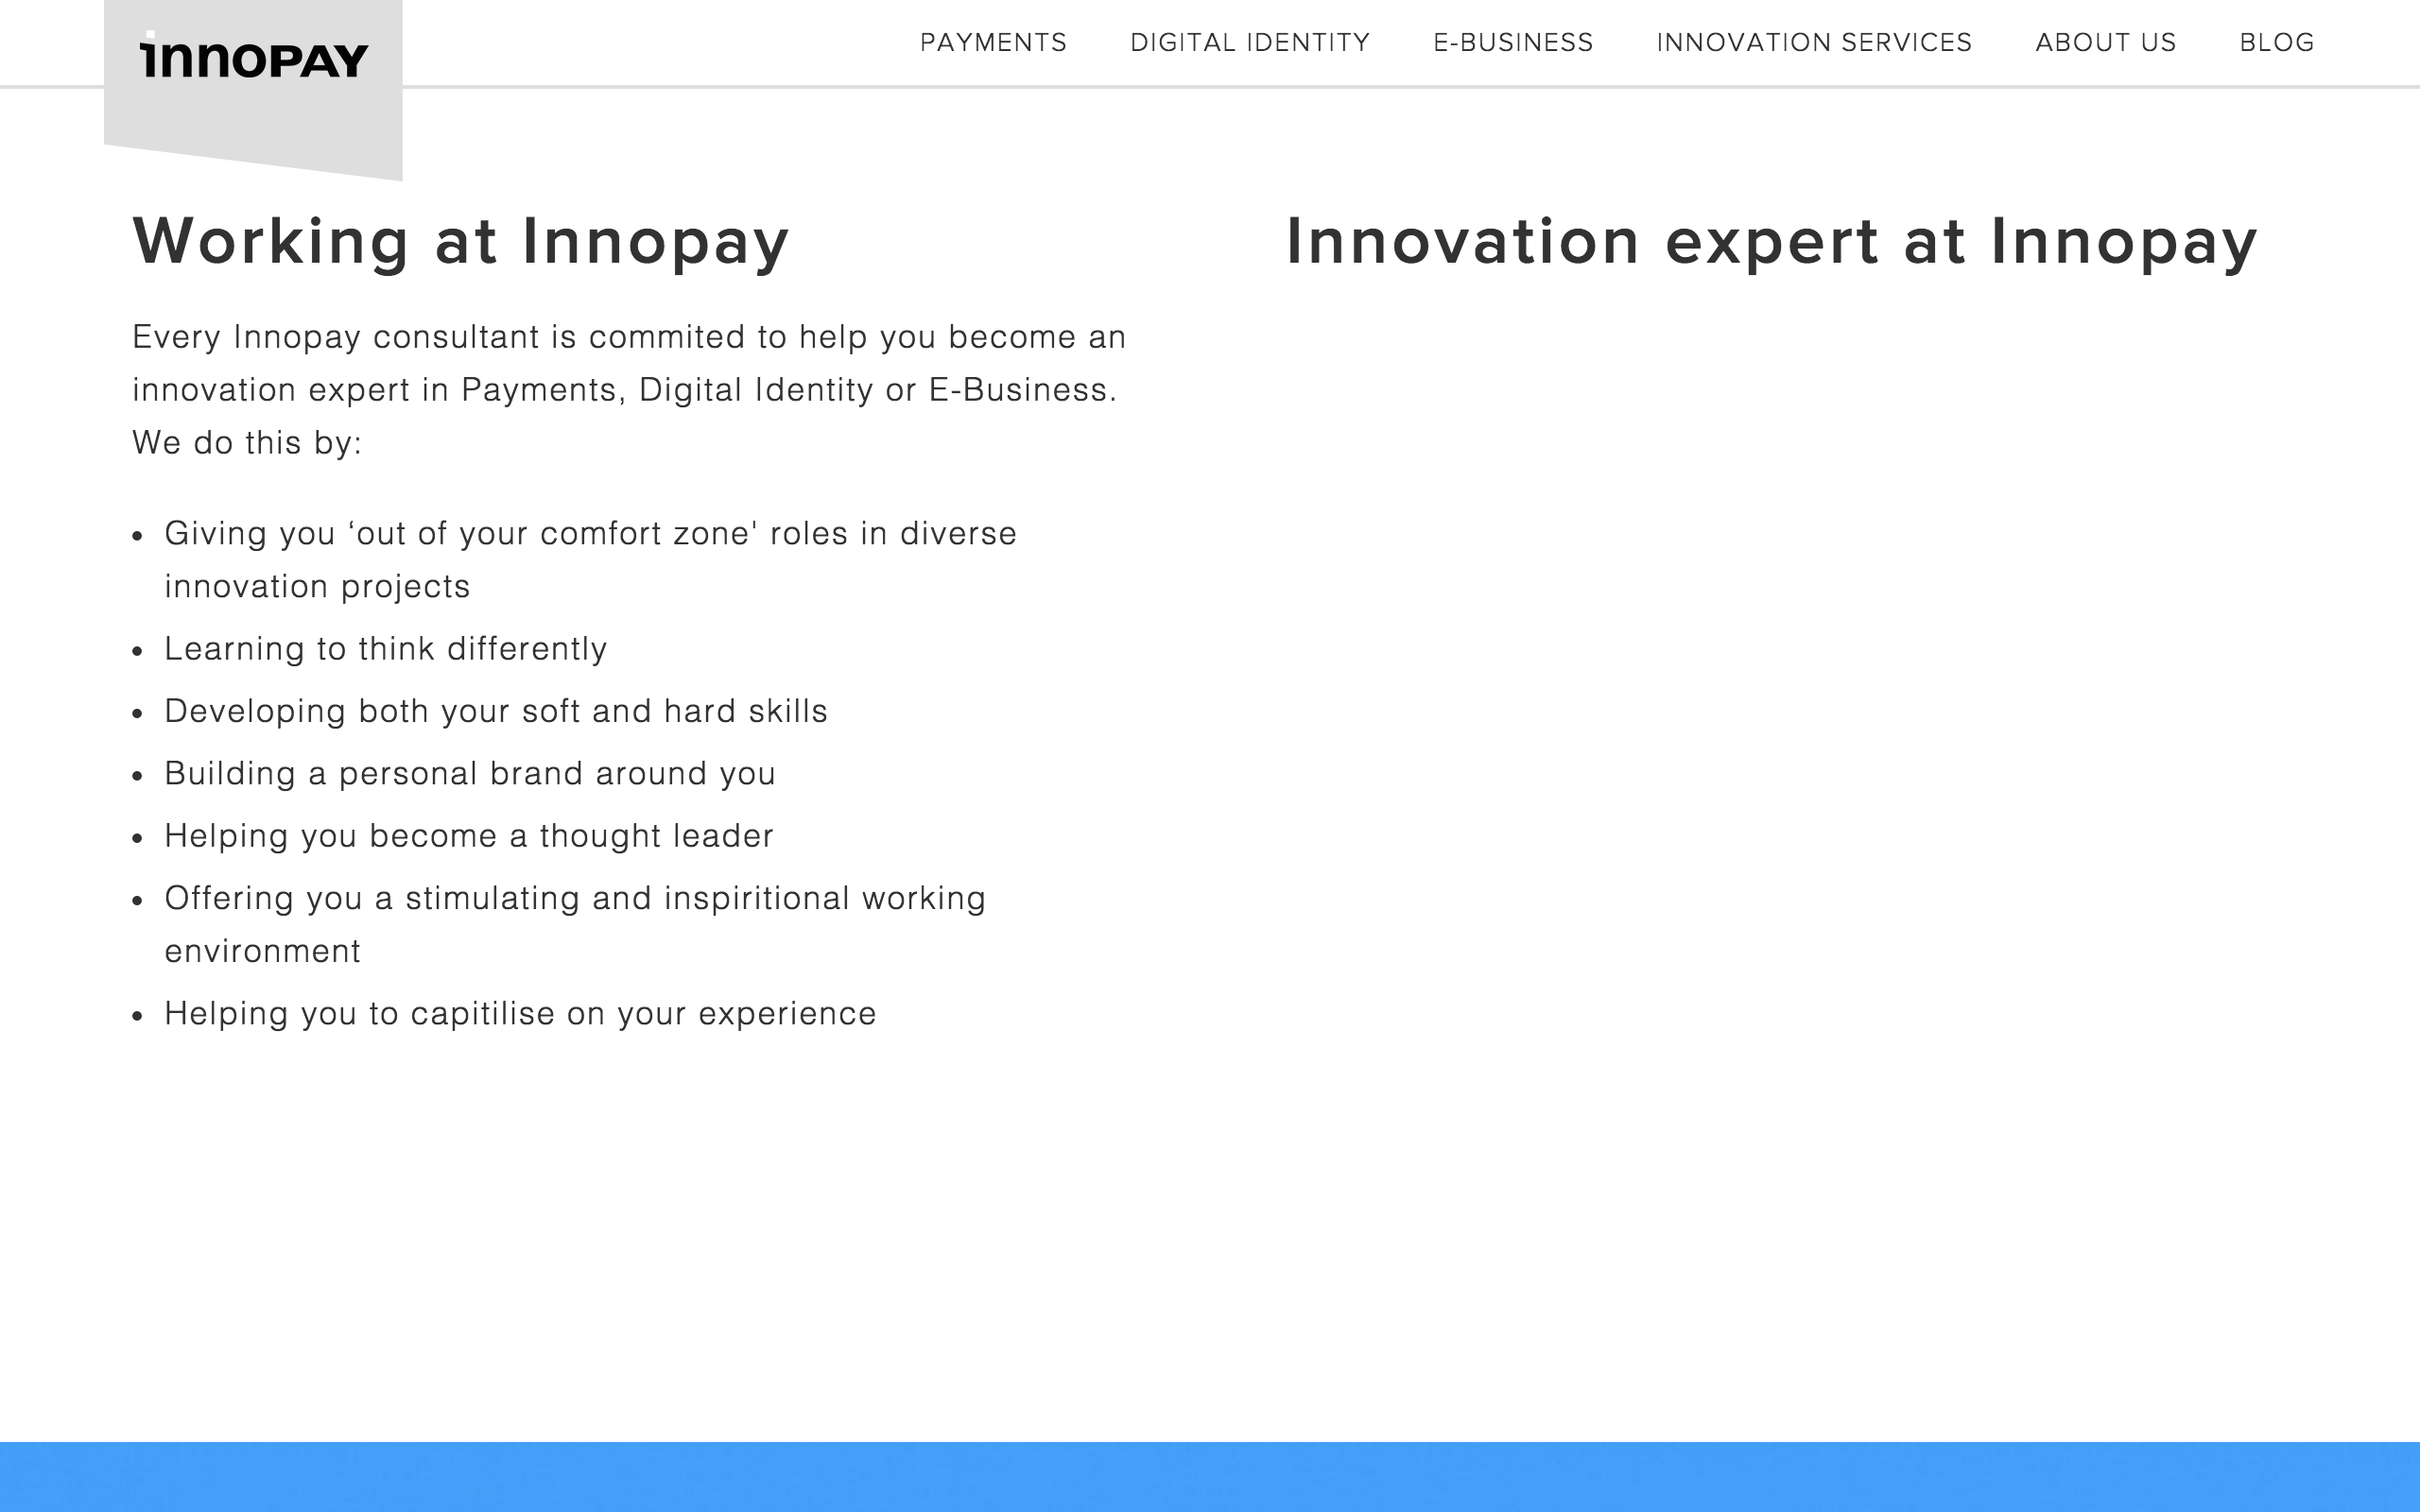 innoPAY
PAYMENTS
DIGITAL IDENTITY
E-BUSINESS
INNOVATION SERVICES
ABOUT US
BLOG
Working at Innopay
Every Innopay consultant is commited to help you become an
innovation expert in Payments, Digital Identity or E-Business.
We do this by:
• Giving you ‘out of your comfort zone' roles in diverse
innovation projects
• Learning to think differently
• Developing both your soft and hard skills
• Building a personal brand around you
• Helping you become a thought leader
• Offering you a stimulating and inspiritional working
environment
• Helping you to capitilise on your experience
Innovation expert at Innopay